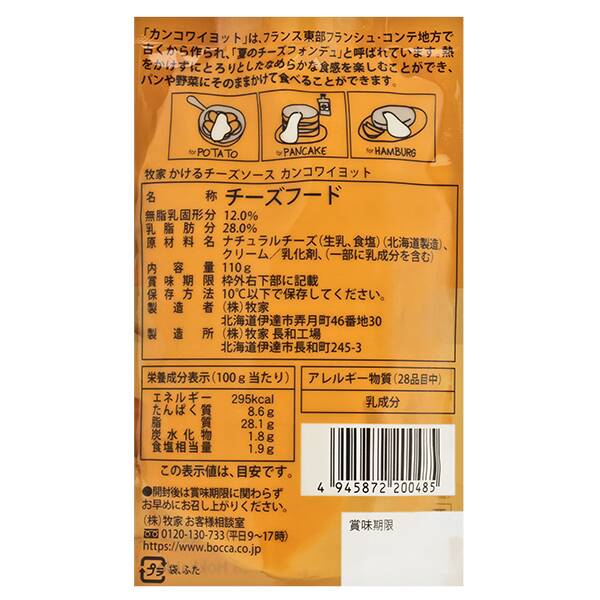 「カンコワイヨット」は、フランス東部フランシュ・コンテ地方で
古くから作られ、「夏のチーズフォンデュ」と呼ばれています。熱
をかけずにとろりとしたなめらかな食感を楽しむことができ、
パンや野菜にそのままかけて食べることができます。
for POTATO
for PANCAKE
for HAMBURG
牧家 かけるチーズソース カンコワイヨット
名称 チーズフード
無脂乳固形分 12.0%
乳脂肪分 28.0%
原材料名 ナチュラルチーズ（生乳、食塩）（北海道製造）、
クリーム／乳化剤、（一部に乳成分を含む）
内容量 110g
賞味期限 枠外右下部に記載
保存方法 10℃以下で保存してください。
製造者 （株）牧家
北海道伊達市弄月町46番地30
製造所 （株）牧家 長和工場
北海道伊達市長和町245-3
栄養成分表示（100g当たり）
エネルギー 295kcal
たんぱく質 8.6g
脂質 28.1g
炭水化物 1.8g
食塩相当量 1.9g
この表示値は、目安です。
アレルギー物質（28品目中）
乳成分
4 945872 200485
●開封後は賞味期限に関わらず
お早めにお召し上がりください。
（株）牧家 お客様相談室
0120-130-733（平日9〜17時）
https://www.bocca.co.jp
プラ 袋、ふた
賞味期限